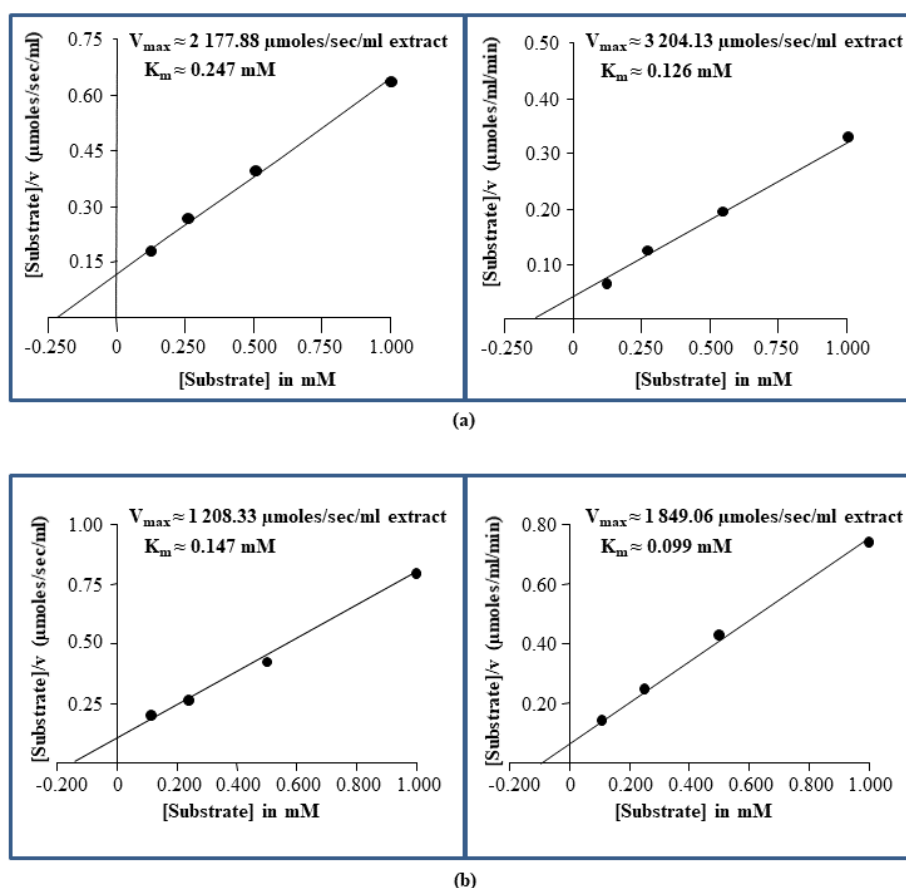 V_max ≈ 2 177.88 µmoles/sec/ml extract
K_m ≈ 0.247 mM
[Substrate]/v (µmoles/sec/ml)
0.75
0.60
0.45
0.30
0.15
-0.250 0 0.250 0.500 0.750 1.000
[Substrate] in mM
V_max ≈ 3 204.13 µmoles/sec/ml extract
K_m ≈ 0.126 mM
[Substrate]/v (µmoles/ml/min)
0.50
0.40
0.30
0.20
0.10
-0.250 0 0.250 0.500 0.750 1.000
[Substrate] in mM
(a)
V_max ≈ 1 208.33 µmoles/sec/ml extract
K_m ≈ 0.147 mM
[Substrate]/v (µmoles/sec/ml)
1.00
0.75
0.50
0.25
-0.200 0 0.200 0.400 0.600 0.800 1.000
[Substrate] in mM
V_max ≈ 1 849.06 µmoles/sec/ml extract
K_m ≈ 0.099 mM
[Substrate]/v (µmoles/ml/min)
0.80
0.60
0.40
0.20
-0.200 0 0.200 0.400 0.600 0.800 1.000
[Substrate] in mM
(b)